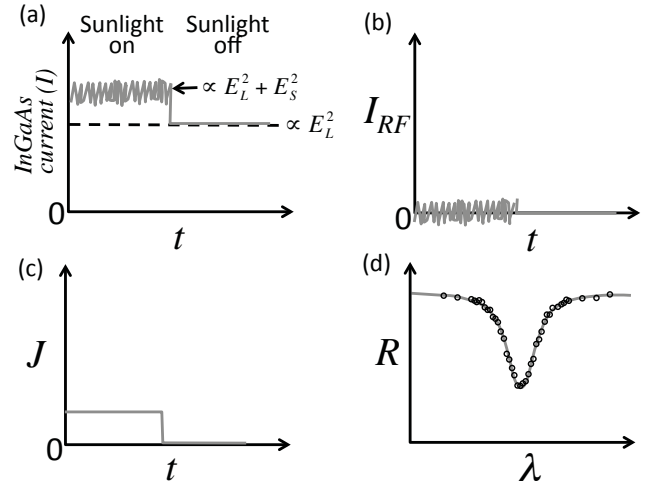 (a)
Sunlight on
Sunlight off
InGaAs
current (I)
∝ E_L^2 + E_S^2
∝ E_L^2
0
t
(b)
I_RF
0
t
(c)
J
0
t
(d)
R
λ